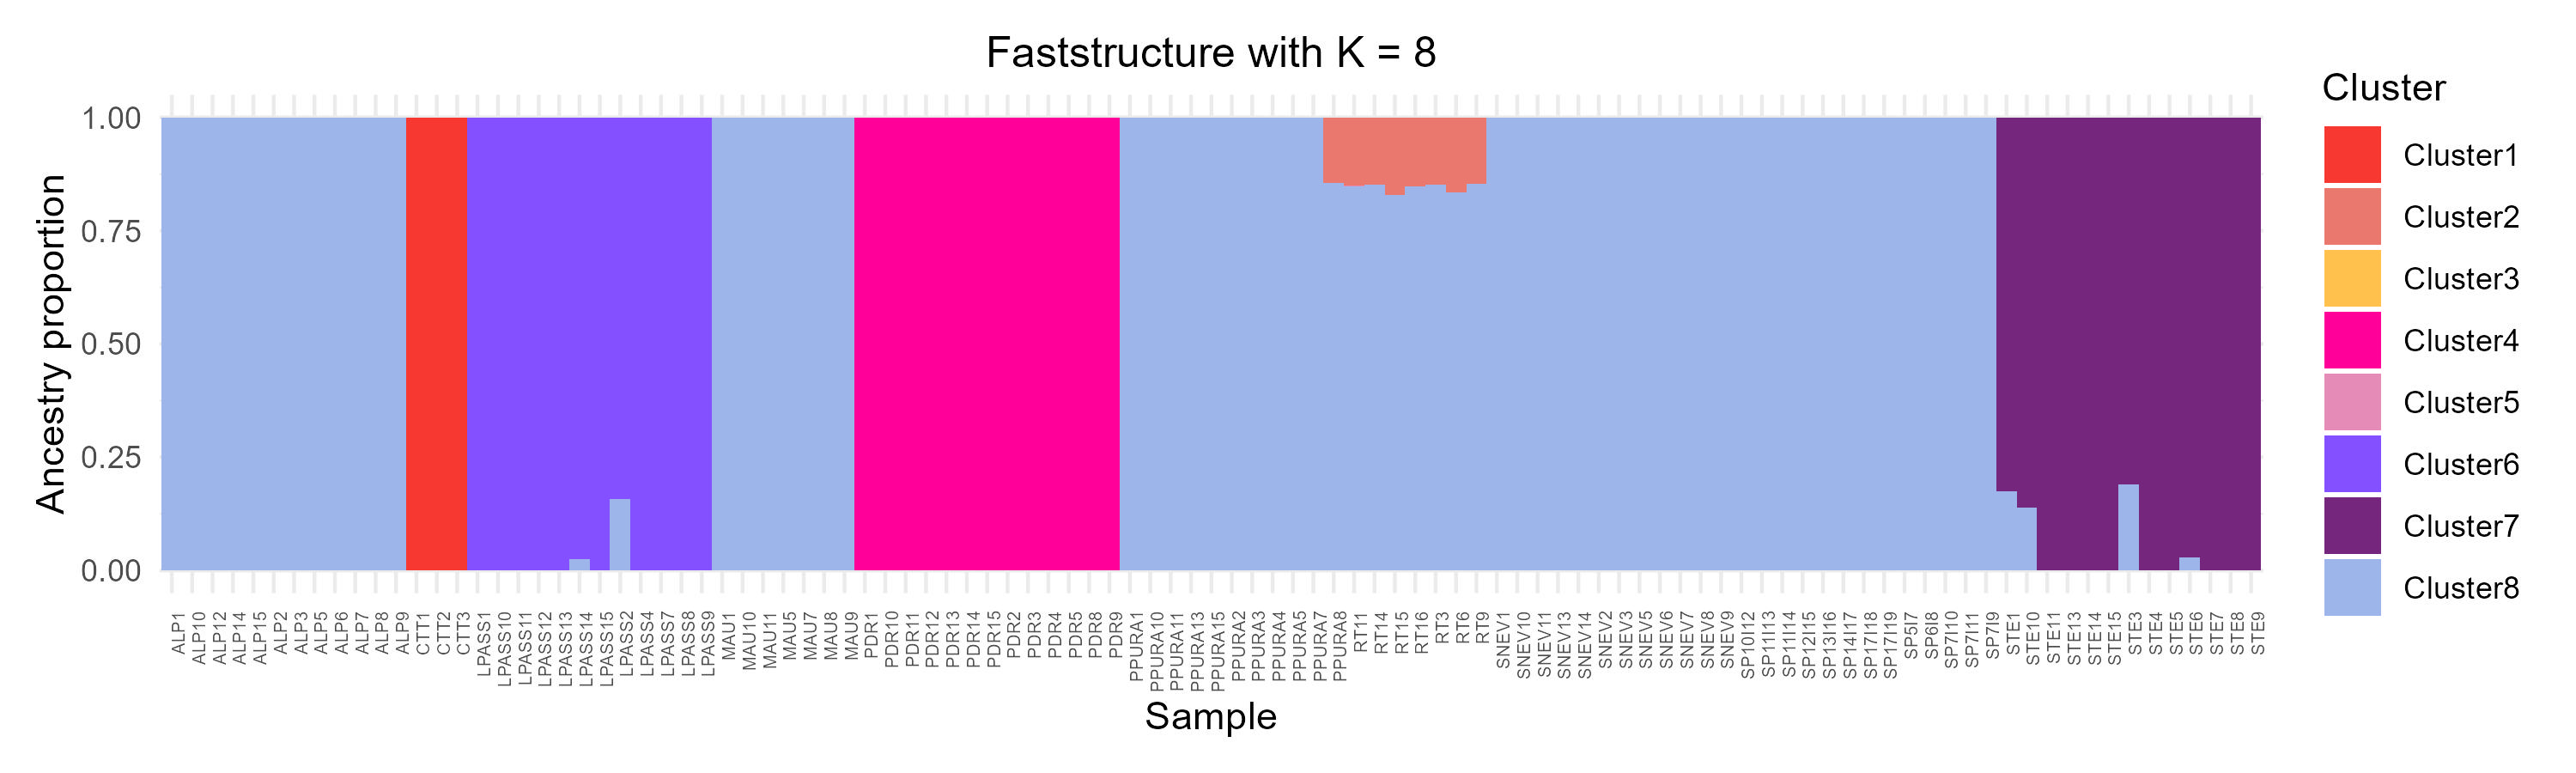 Faststructure with K = 8
Cluster
1.00
0.75
0.50
0.25
0.00
Ancestry proportion
Cluster1
Cluster2
Cluster3
Cluster4
Cluster5
Cluster6
Cluster7
Cluster8
ALP1
ALP10
ALP12
ALP14
ALP15
ALP2
ALP3
ALP5
ALP6
ALP7
ALP8
ALP9
CTT1
CTT2
CTT3
LPASS1
LPASS10
LPASS11
LPASS12
LPASS13
LPASS14
LPASS15
LPASS2
LPASS4
LPASS7
LPASS8
LPASS9
MAU1
MAU10
MAU11
MAU5
MAU7
MAU8
MAU9
PDR1
PDR10
PDR11
PDR12
PDR13
PDR14
PDR15
PDR2
PDR3
PDR4
PDR5
PDR8
PDR9
PPURA1
PPURA10
PPURA11
PPURA13
PPURA15
PPURA2
PPURA3
PPURA4
PPURA5
PPURA7
PPURA8
RT11
RT14
RT15
RT16
RT3
RT6
RT9
SNEV1
SNEV10
SNEV11
SNEV13
SNEV14
SNEV2
SNEV3
SNEV5
SNEV6
SNEV7
SNEV8
SNEV9
SP10I12
SP11I13
SP11I14
SP12I15
SP13I16
SP14I17
SP17I18
SP17I19
SP5I7
SP6I8
SP7I10
SP7I11
SP7I9
STE1
STE10
STE11
STE13
STE14
STE15
STE3
STE4
STE5
STE6
STE7
STE8
STE9
Sample